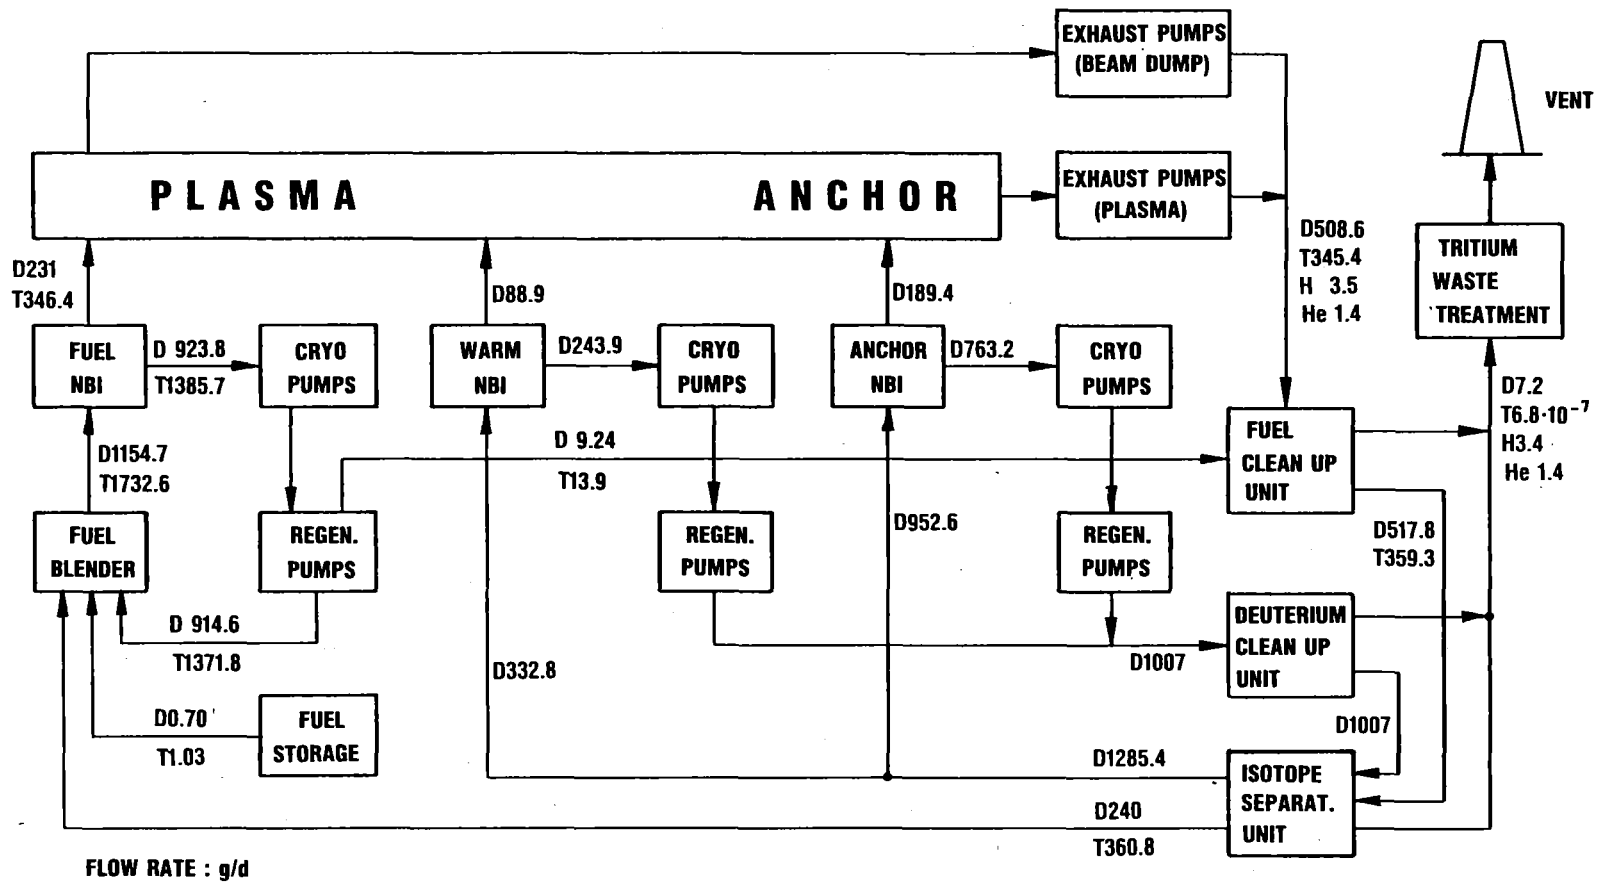 EXHAUST PUMPS
(BEAM DUMP)
VENT
PLASMA ANCHOR
EXHAUST PUMPS
(PLASMA)
D508.6
T345.4
H 3.5
He 1.4
TRITIUM
WASTE
TREATMENT
D231
T346.4
D88.9
D189.4
FUEL
NBI
D 923.8
T1385.7
CRYO
PUMPS
WARM
NBI
D243.9
CRYO
PUMPS
ANCHOR
NBI
D763.2
CRYO
PUMPS
D7.2
T6.8·10⁻⁷
H3.4
He 1.4
D1154.7
T1732.6
D 9.24
T13.9
FUEL
CLEAN UP
UNIT
FUEL
BLENDER
REGEN.
PUMPS
REGEN.
PUMPS
D952.6
REGEN.
PUMPS
D517.8
T359.3
D 914.6
T1371.8
D332.8
D1007
DEUTERIUM
CLEAN UP
UNIT
D1007
D0.70
T1.03
FUEL
STORAGE
D1285.4
D240
T360.8
ISOTOPE
SEPARAT.
UNIT
FLOW RATE : g/d